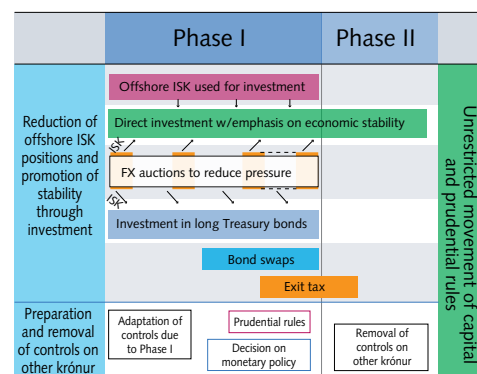 Phase I
Phase II
Reduction of
offshore ISK
positions and
promotion of
stability
through
investment
Offshore ISK used for investment
Direct investment w/emphasis on economic stability
ISK
FX auctions to reduce pressure
ISK
Investment in long Treasury bonds
Bond swaps
Exit tax
Unrestricted movement of capital
and prudential rules
Preparation
and removal
of controls on
other krónur
Adaptation of
controls due
to Phase I
Prudential rules
Decision on
monetary policy
Removal of
controls on
other krónur